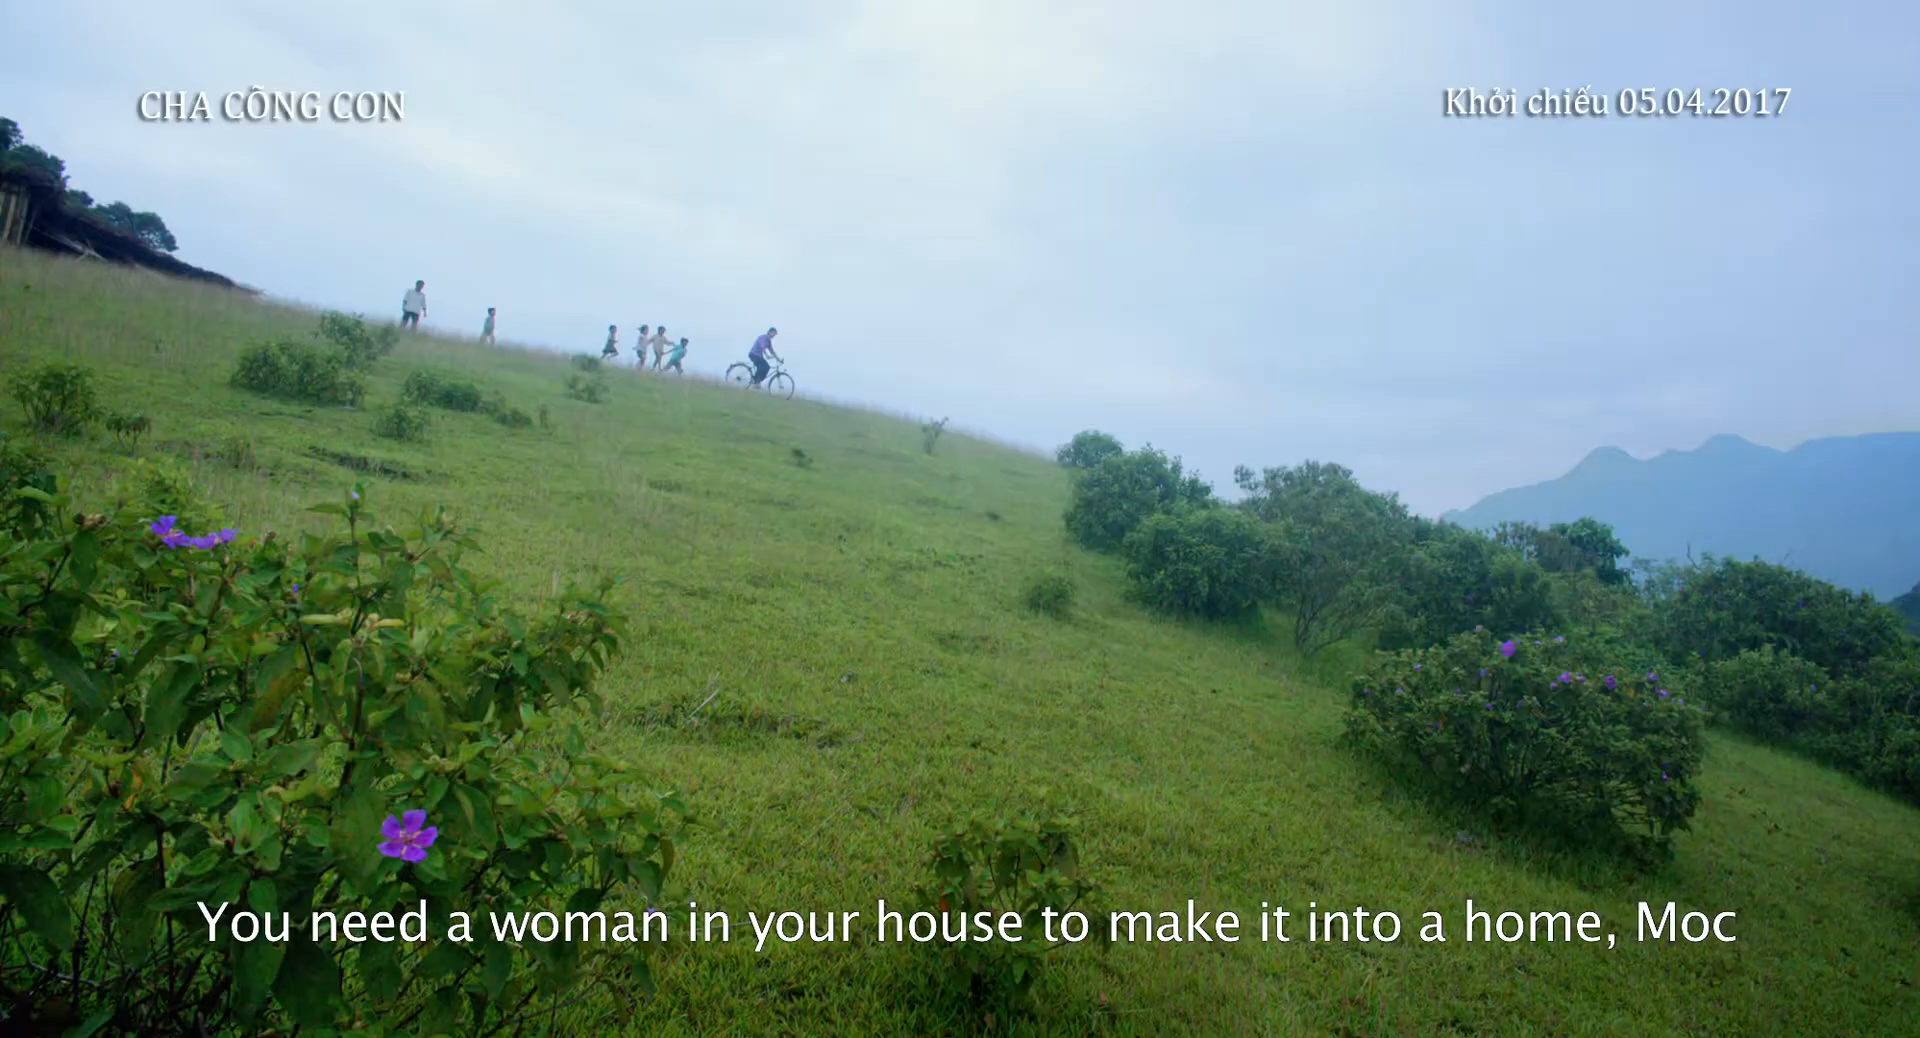 CHA CÕNG CON
Khởi chiếu 05.04.2017
You need a woman in your house to make it into a home, Moc